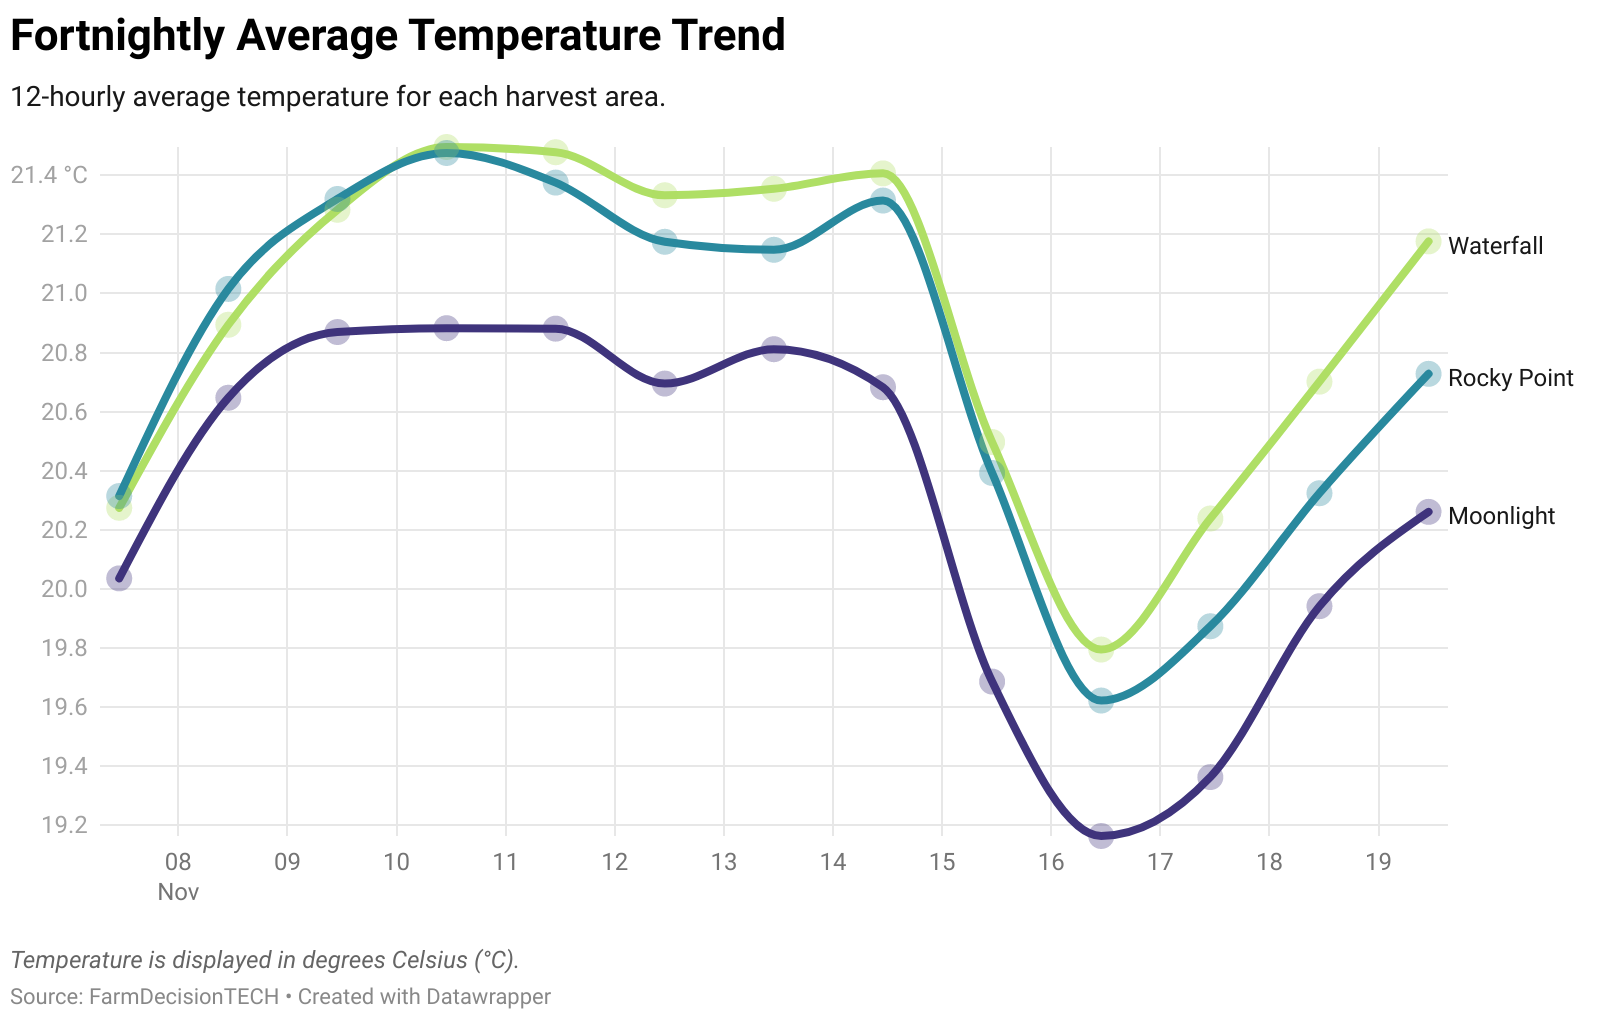 Fortnightly Average Temperature Trend
12-hourly average temperature for each harvest area.
21.4 °C
21.2
21.0
20.8
20.6
20.4
20.2
20.0
19.8
19.6
19.4
19.2
Waterfall
Rocky Point
Moonlight
08 09 10 11 12 13 14 15 16 17 18 19
Nov
Temperature is displayed in degrees Celsius (°C).
Source: FarmDecisionTECH • Created with Datawrapper